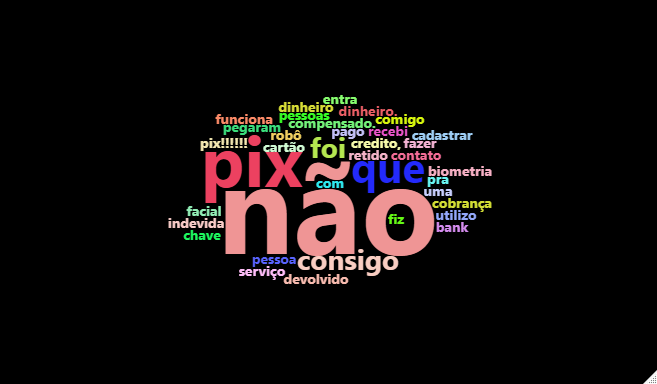 entra
dinheiro dinheiro.
funciona pessoas comigo
pegaram compensado.
robô pago recebi cadastrar
pix!!!!!! cartão foi credito, fazer
retido contato
pix que biometria
com pra
não uma
cobrança
facial fiz utilizo
indevida bank
chave
pessoa consigo
serviço
devolvido